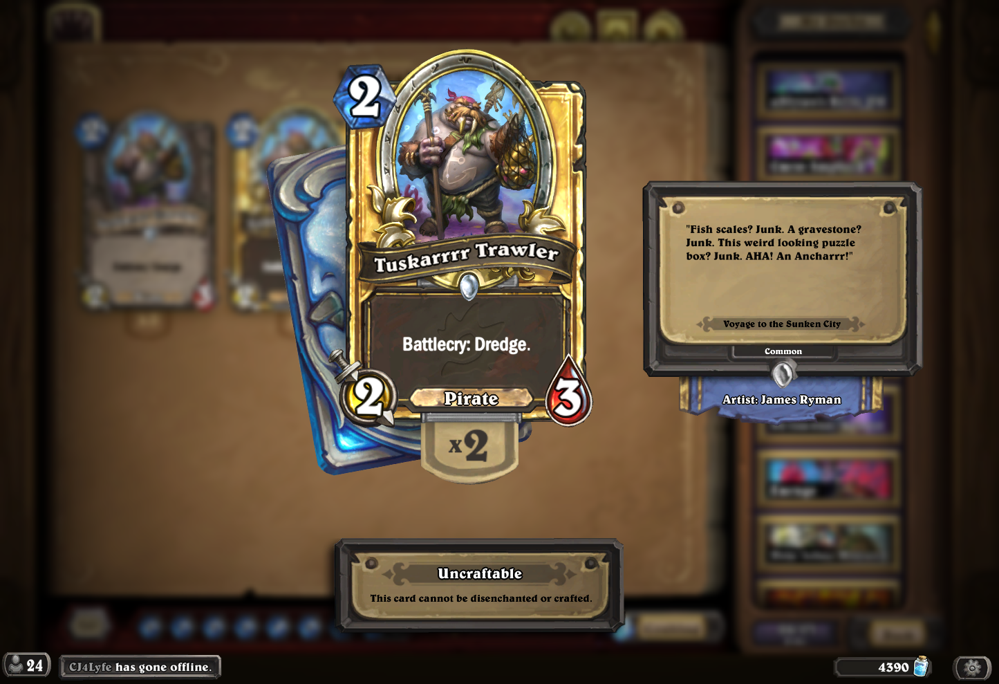 2
Tuskarrrr Trawler
Battlecry: Dredge.
2
Pirate
3
x2
"Fish scales? Junk. A gravestone?
Junk. This weird looking puzzle
box? Junk. AHA! An Ancharrr!"
Voyage to the Sunken City
Common
Artist: James Ryman
Uncraftable
This card cannot be disenchanted or crafted.
24
CJ4Lyfe has gone offline.
4390